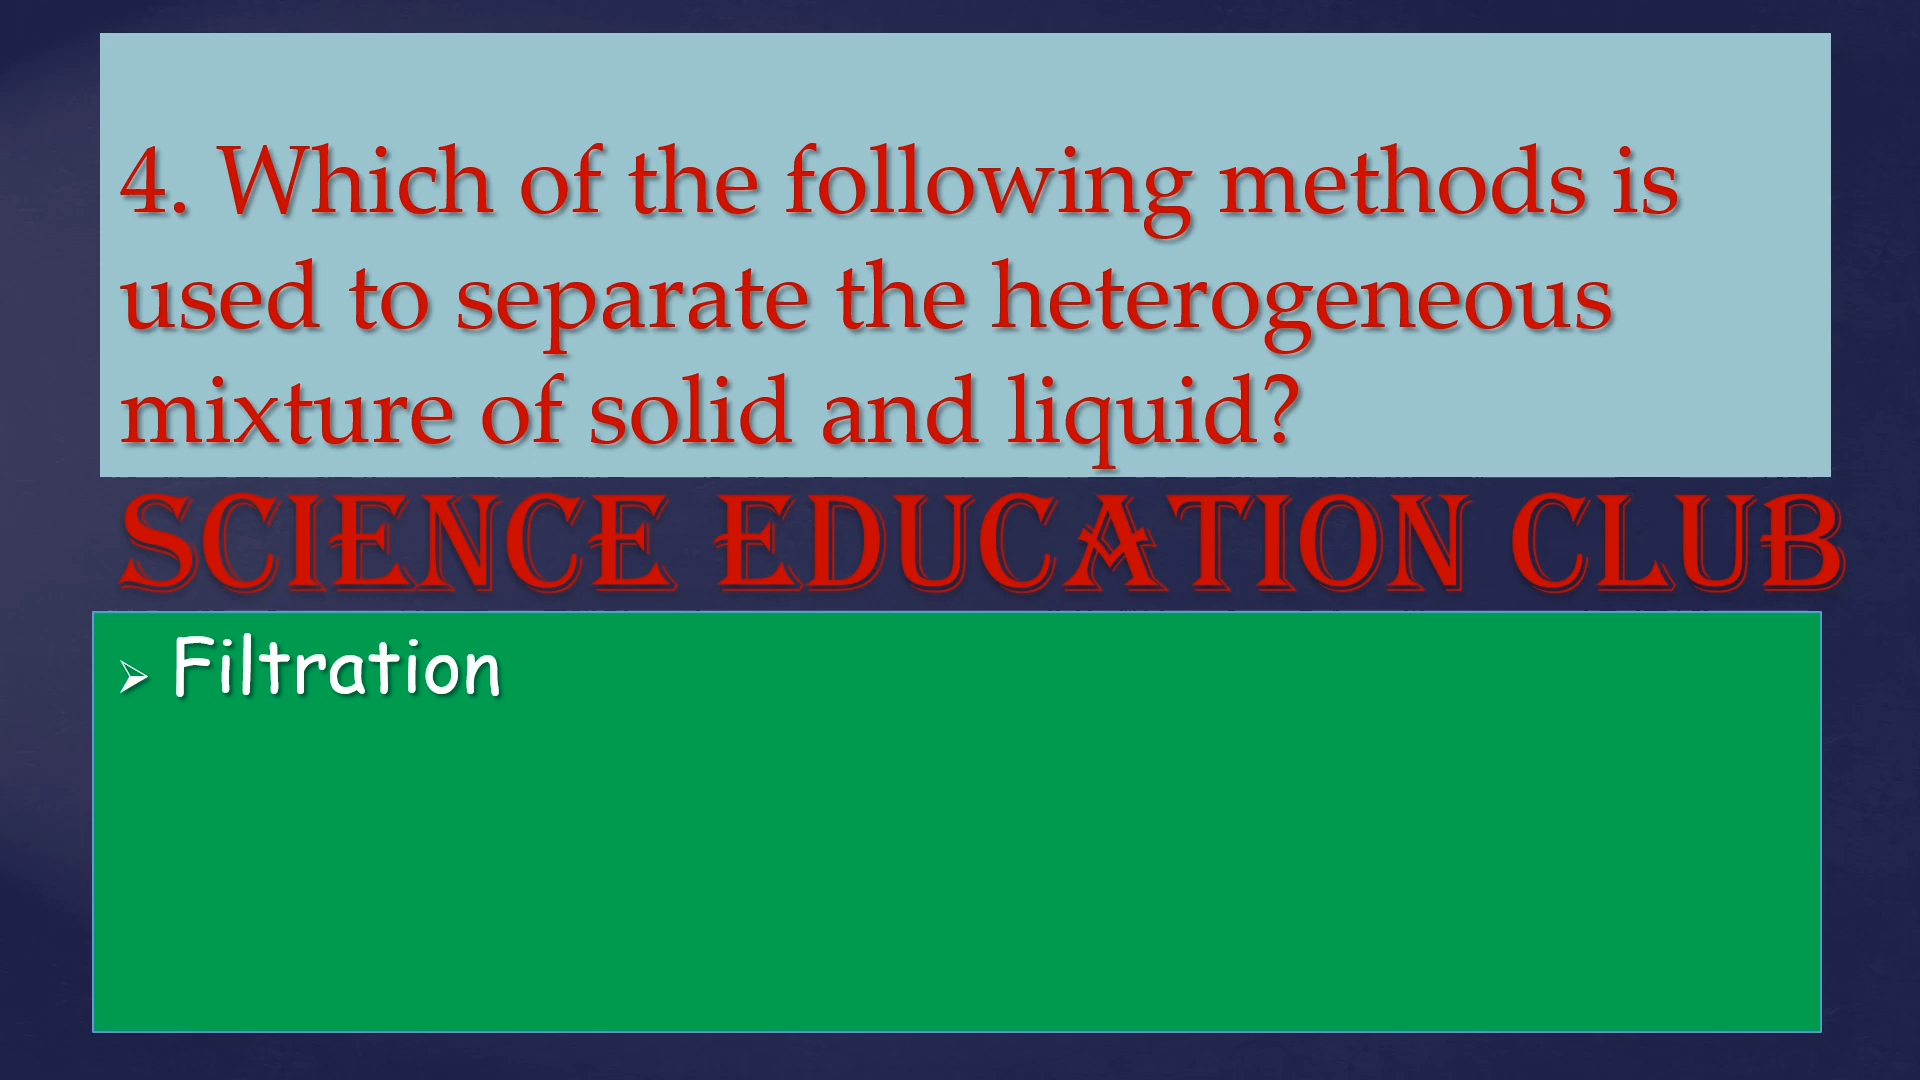 4. Which of the following methods is
used to separate the heterogeneous
mixture of solid and liquid?
SCIENCE EDUCATION CLUB
➢ Filtration